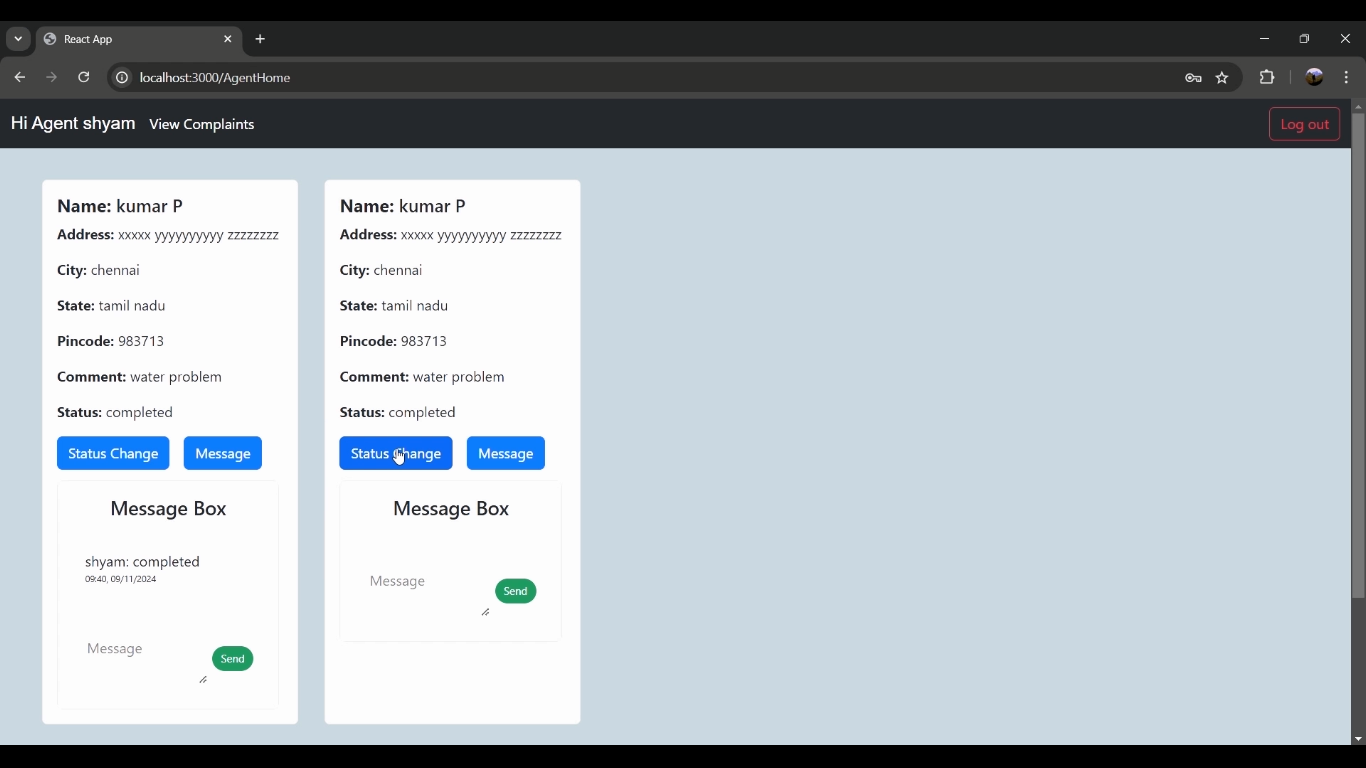 React App
localhost:3000/AgentHome
Hi Agent shyam View Complaints Log out
Name: kumar P
Address: xxxxx yyyyyyyyyy zzzzzzzz
City: chennai
State: tamil nadu
Pincode: 983713
Comment: water problem
Status: completed
Status Change Message
Message Box
shyam: completed
09:40, 09/11/2024
Message
Send
Name: kumar P
Address: xxxxx yyyyyyyyyy zzzzzzzz
City: chennai
State: tamil nadu
Pincode: 983713
Comment: water problem
Status: completed
Status Change Message
Message Box
Message
Send